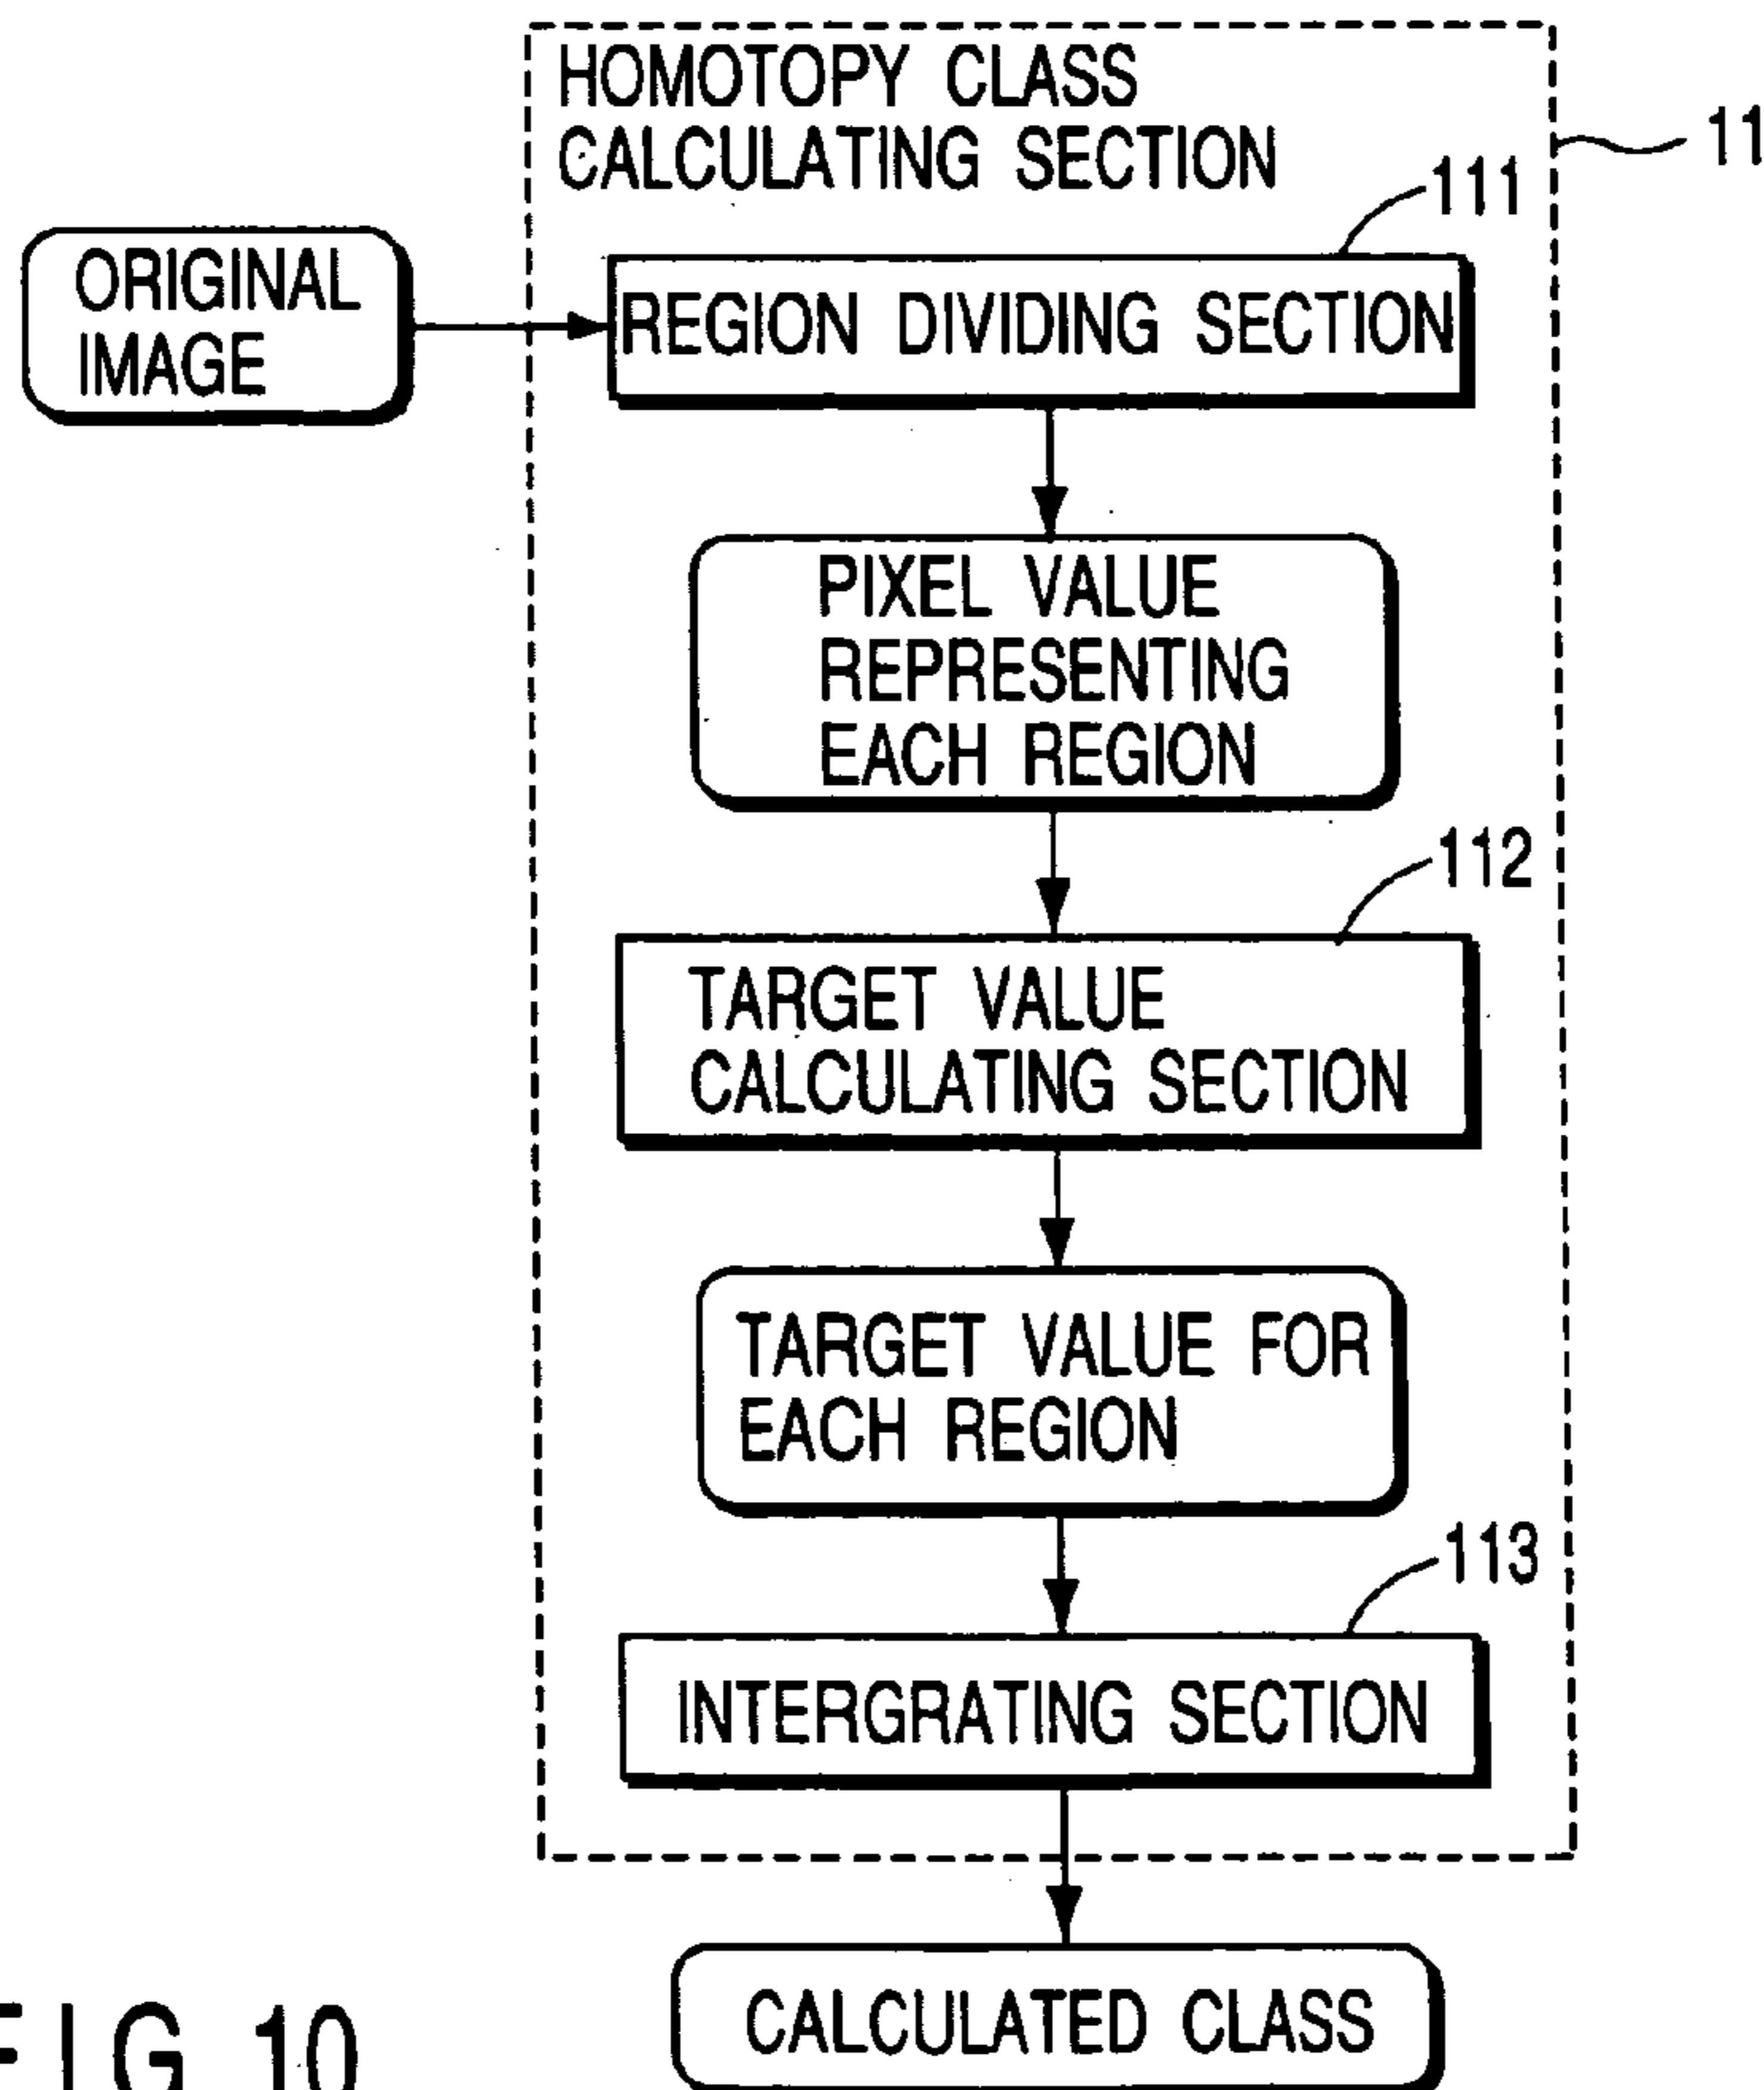 HOMOTOPY CLASS
CALCULATING SECTION
11
111
ORIGINAL
IMAGE
REGION DIVIDING SECTION
PIXEL VALUE
REPRESENTING
EACH REGION
112
TARGET VALUE
CALCULATING SECTION
TARGET VALUE FOR
EACH REGION
113
INTERGRATING SECTION
CALCULATED CLASS
FIG 10